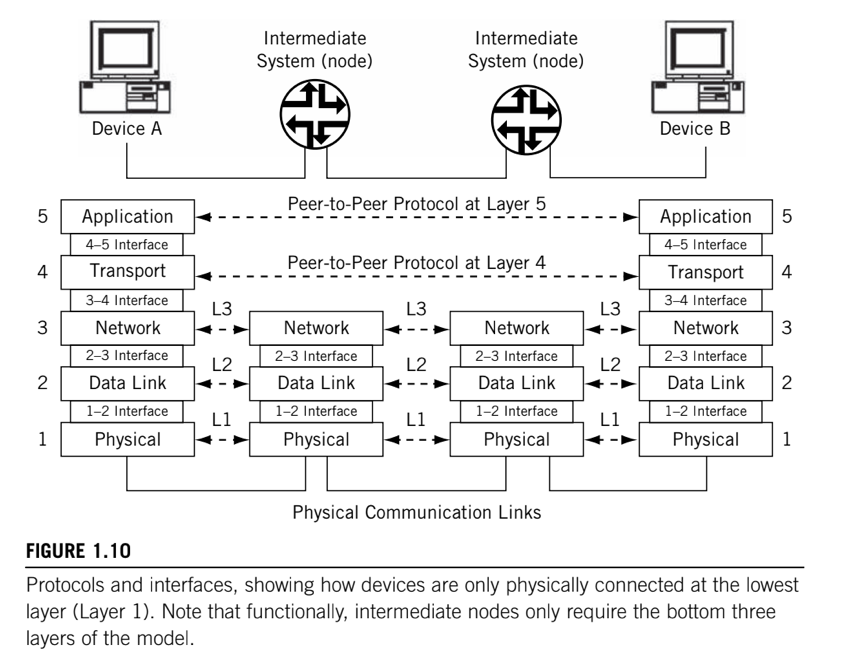 Intermediate
System (node)
Intermediate
System (node)
Device A
Device B
Peer-to-Peer Protocol at Layer 5
5 Application
Application 5
4–5 Interface
4–5 Interface
Peer-to-Peer Protocol at Layer 4
4 Transport
Transport 4
3–4 Interface
3–4 Interface
L3
L3
L3
3 Network
Network
Network
Network 3
2–3 Interface
2–3 Interface
2–3 Interface
2–3 Interface
L2
L2
L2
2 Data Link
Data Link
Data Link
Data Link 2
1–2 Interface
1–2 Interface
1–2 Interface
1–2 Interface
L1
L1
L1
1 Physical
Physical
Physical
Physical 1
Physical Communication Links
FIGURE 1.10
Protocols and interfaces, showing how devices are only physically connected at the lowest
layer (Layer 1). Note that functionally, intermediate nodes only require the bottom three
layers of the model.